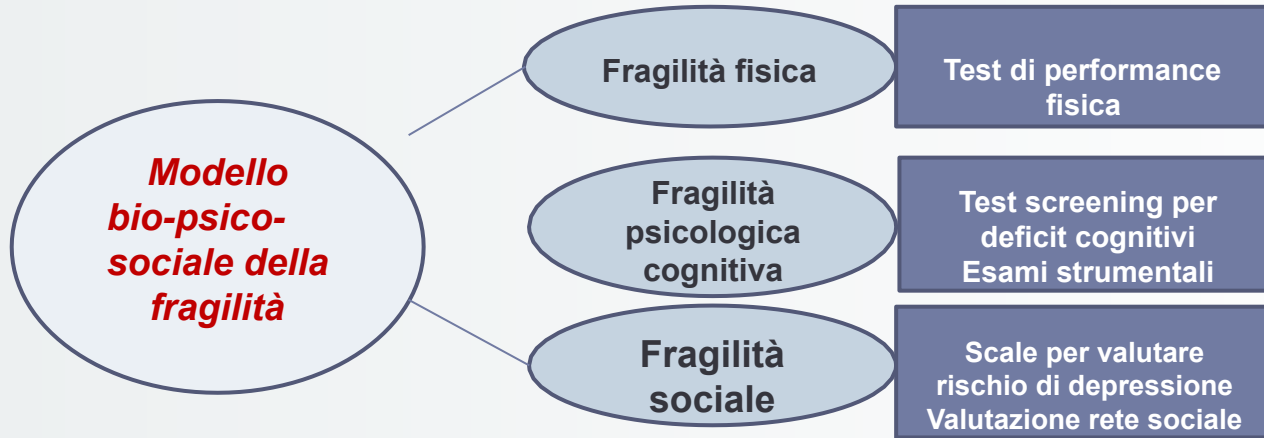 Modello
bio-psico-
sociale della
fragilità
Fragilità fisica
Test di performance
fisica
Fragilità
psicologica
cognitiva
Test screening per
deficit cognitivi
Esami strumentali
Fragilità
sociale
Scale per valutare
rischio di depressione
Valutazione rete sociale